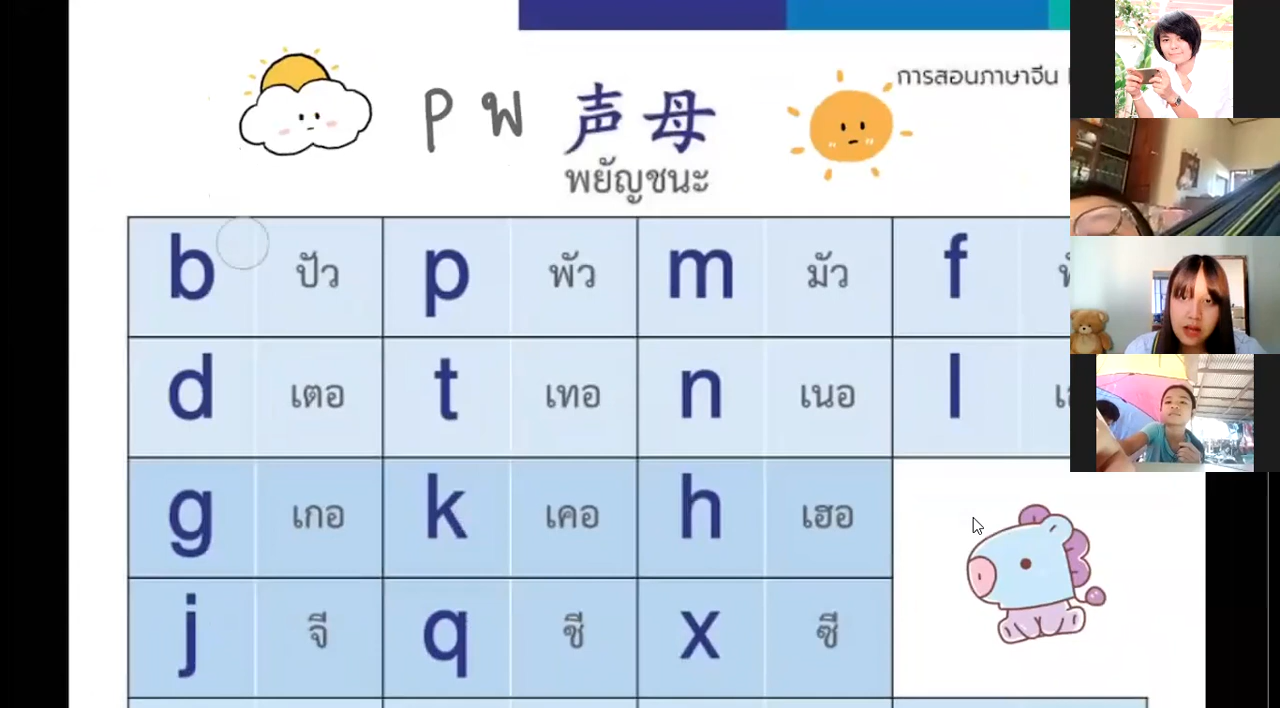 การสอนภาษาจีน
p พ 声母
พยัญชนะ
b ปัว p พัว m มัว f
d เตอ t เทอ n เนอ l
g เกอ k เคอ h เฮอ
j จี q ชี x ซี